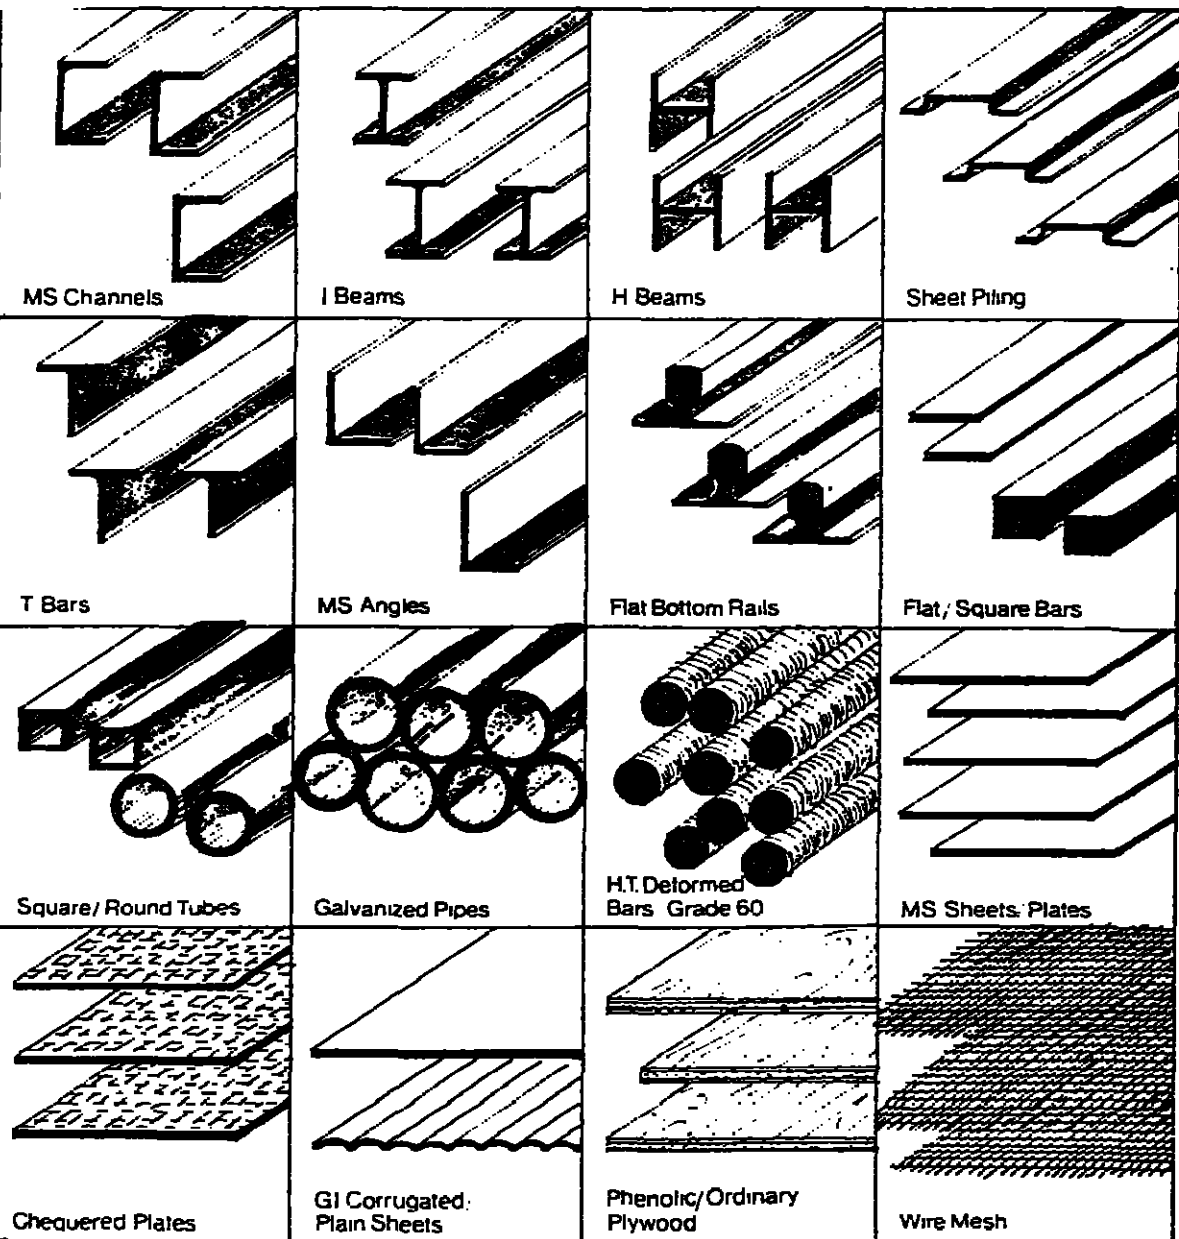 MS Channels
I Beams
H Beams
Sheet Piling
T Bars
MS Angles
Flat Bottom Rails
Flat/Square Bars
Square/Round Tubes
Galvanized Pipes
H.T. Deformed
Bars Grade 60
MS Sheets/Plates
Chequered Plates
GI Corrugated/
Plain Sheets
Phenolic/Ordinary
Plywood
Wire Mesh